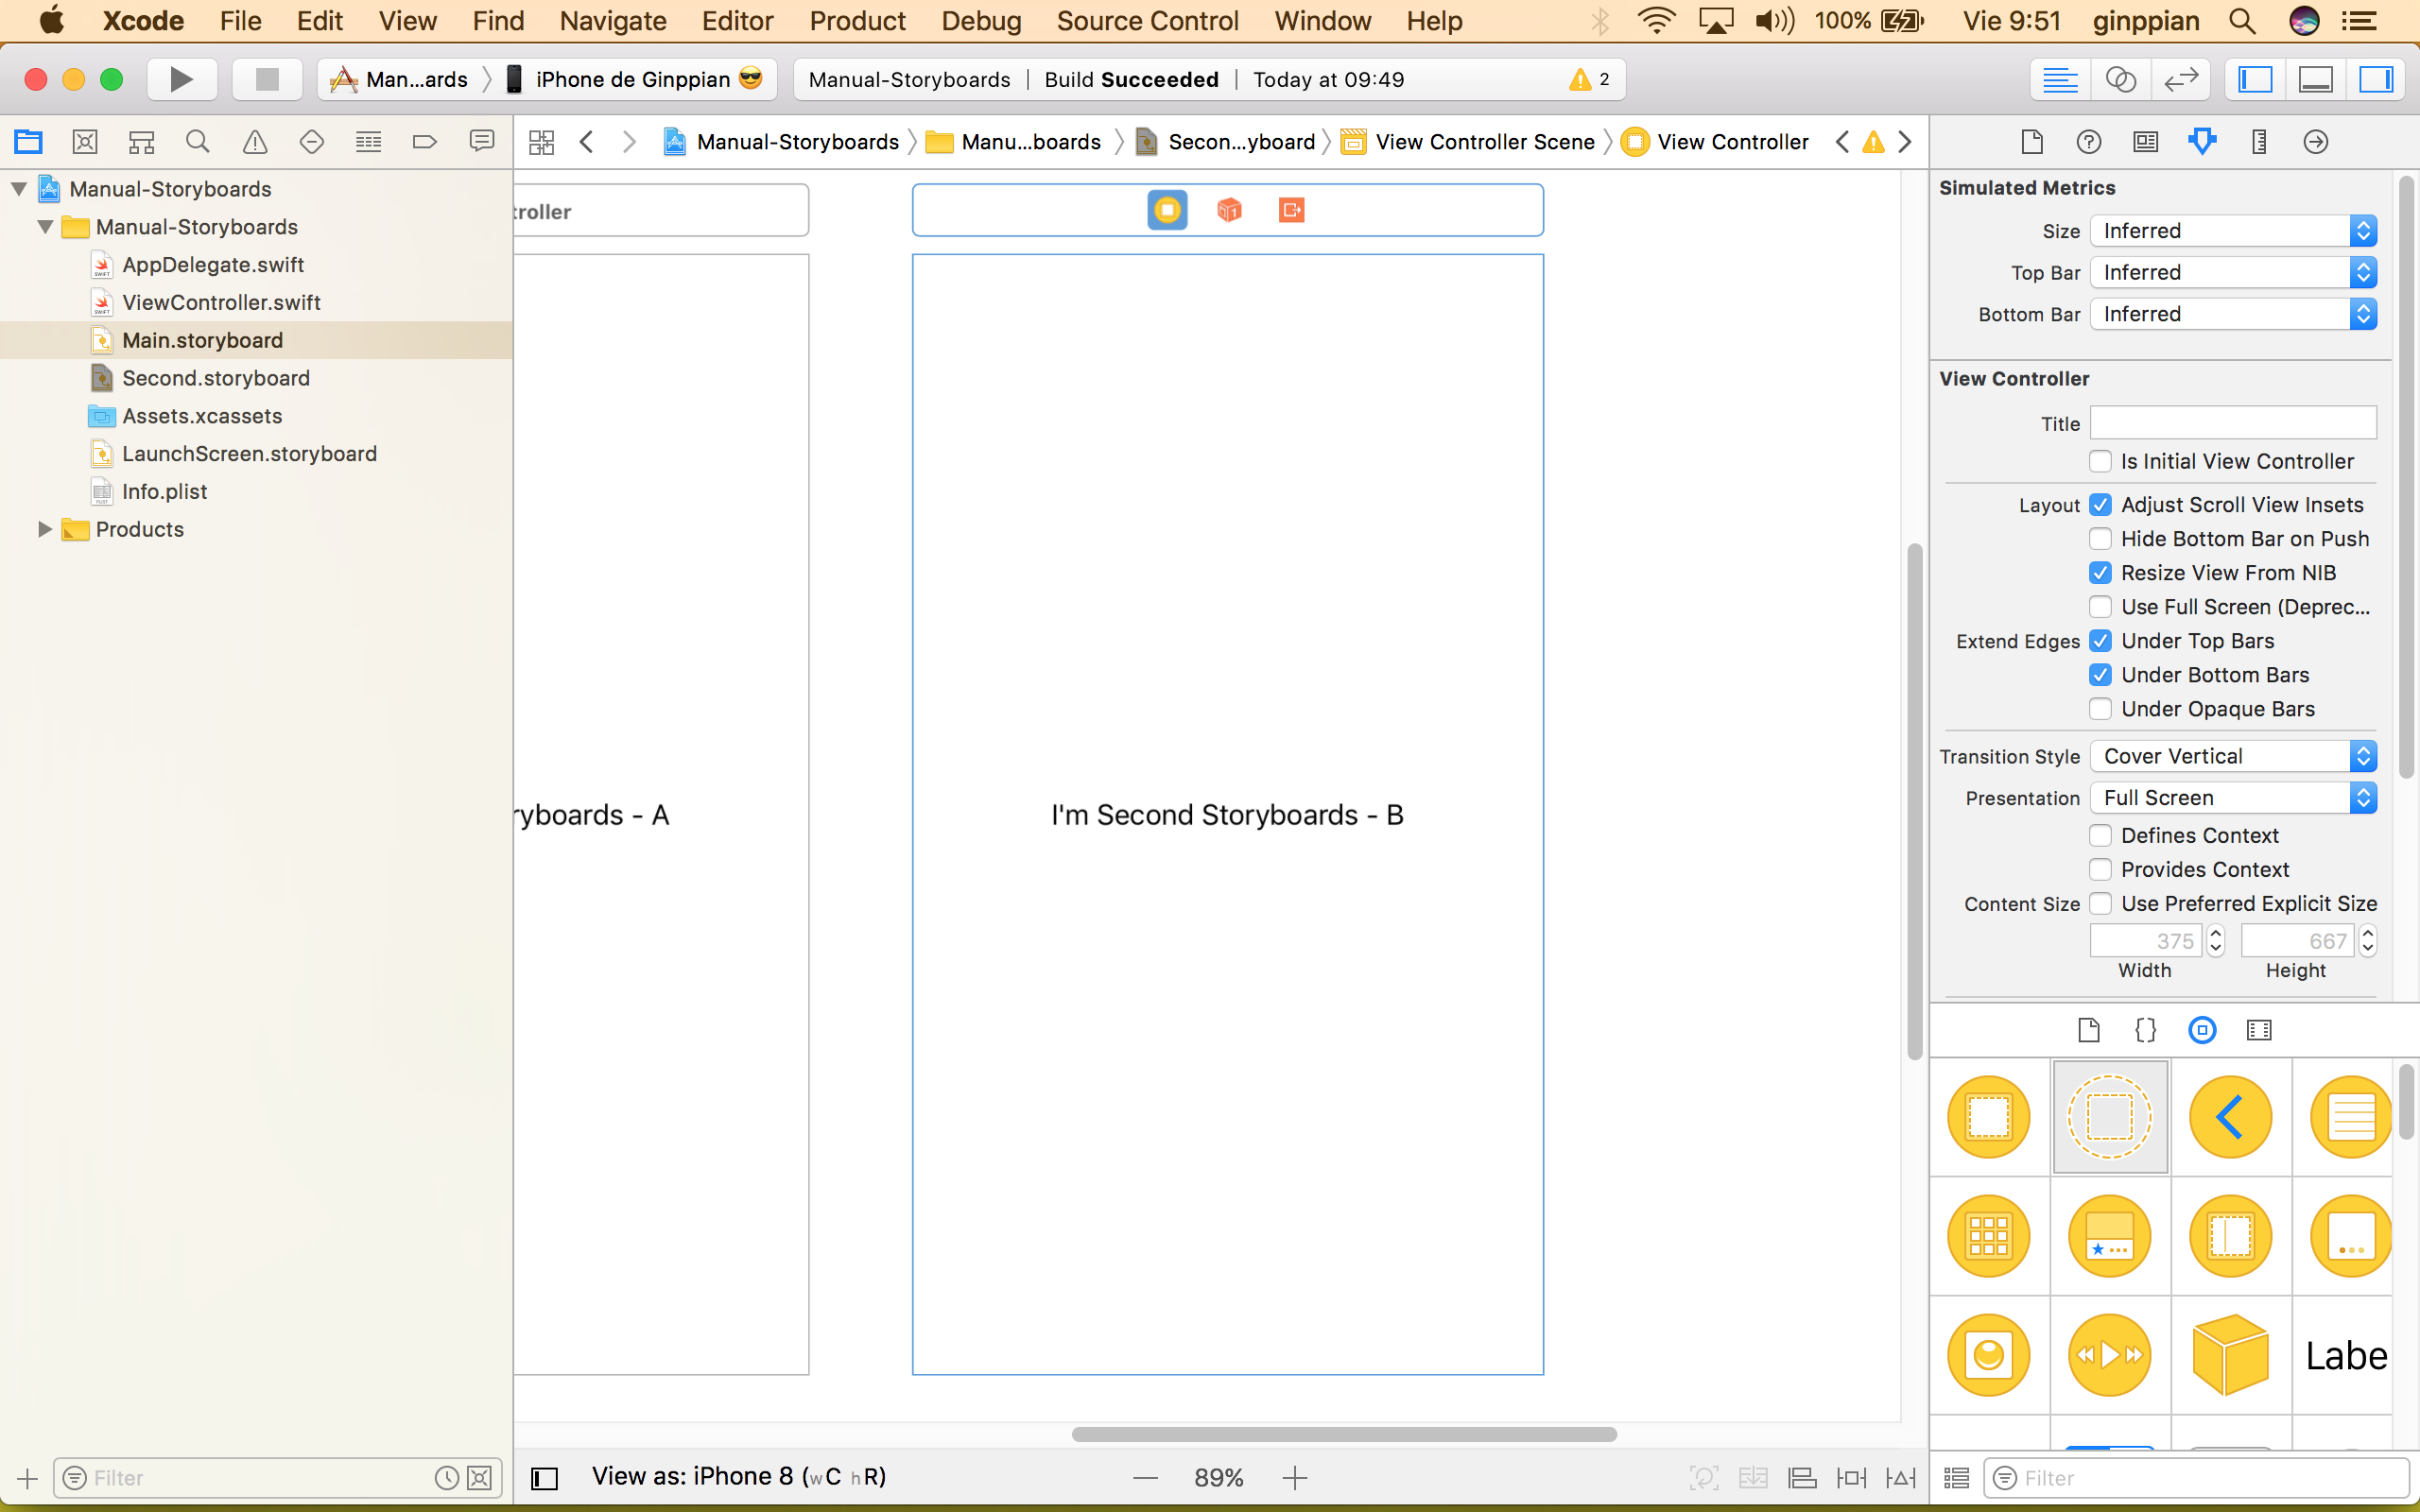 Xcode File Edit View Find Navigate Editor Product Debug Source Control Window Help 100% Vie 9:51 ginppian
Man...ards iPhone de Ginppian 😎 Manual-Storyboards | Build Succeeded | Today at 09:49 2
Manual-Storyboards Manu...boards Secon...yboard View Controller Scene View Controller
Manual-Storyboards
Manual-Storyboards
AppDelegate.swift
ViewController.swift
Main.storyboard
Second.storyboard
Assets.xcassets
LaunchScreen.storyboard
Info.plist
Products
Filter
troller
ryboards - A
I'm Second Storyboards - B
View as: iPhone 8 (wC hR)
89%
Simulated Metrics
Size Inferred
Top Bar Inferred
Bottom Bar Inferred
View Controller
Title
Is Initial View Controller
Layout Adjust Scroll View Insets
Hide Bottom Bar on Push
Resize View From NIB
Use Full Screen (Deprec...
Extend Edges Under Top Bars
Under Bottom Bars
Under Opaque Bars
Transition Style Cover Vertical
Presentation Full Screen
Defines Context
Provides Context
Content Size Use Preferred Explicit Size
375 667
Width Height
{}
Labe
Filter